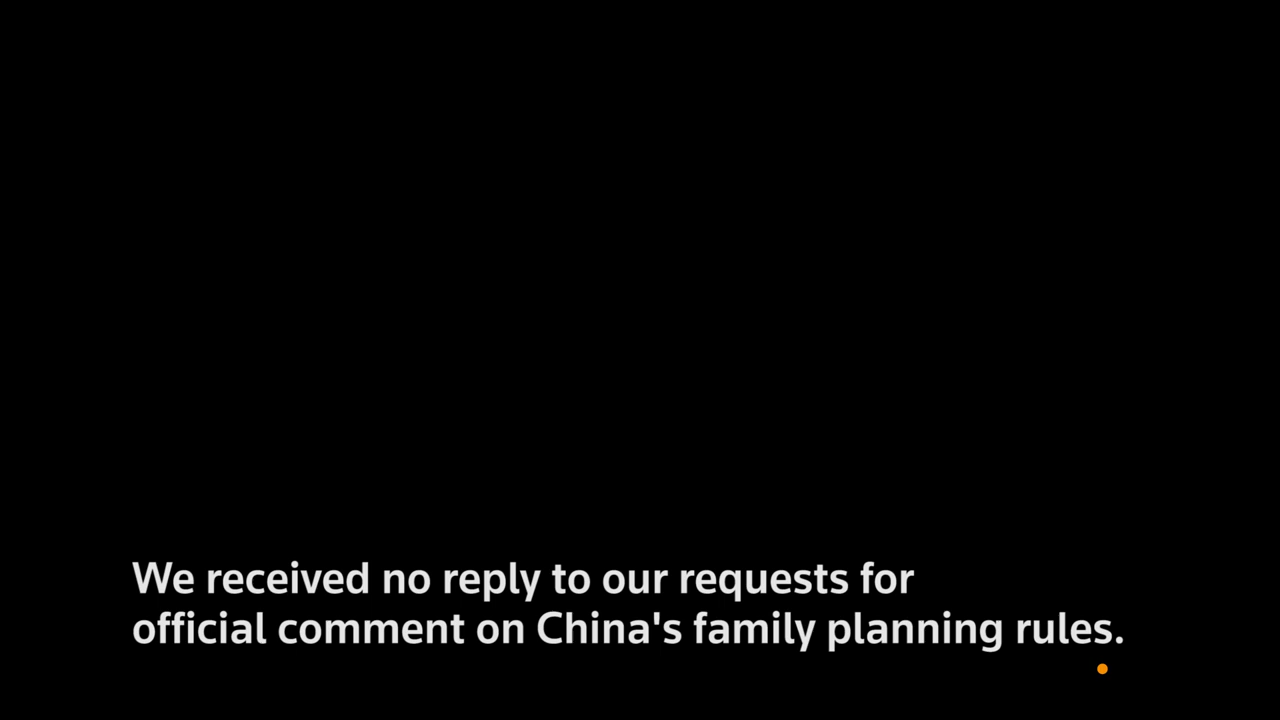 We received no reply to our requests for
official comment on China's family planning rules.